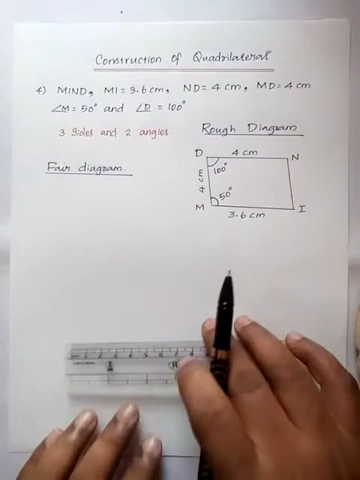 Construction of Quadrilateral
4) MIND, MI = 3.6 cm, ND = 4 cm, MD = 4 cm
∠M = 50° and ∠D = 100°
3 Sides and 2 angles
Rough Diagram
Fair diagram.
D 4 cm N
100°
4 cm
50°
M I
3.6 cm